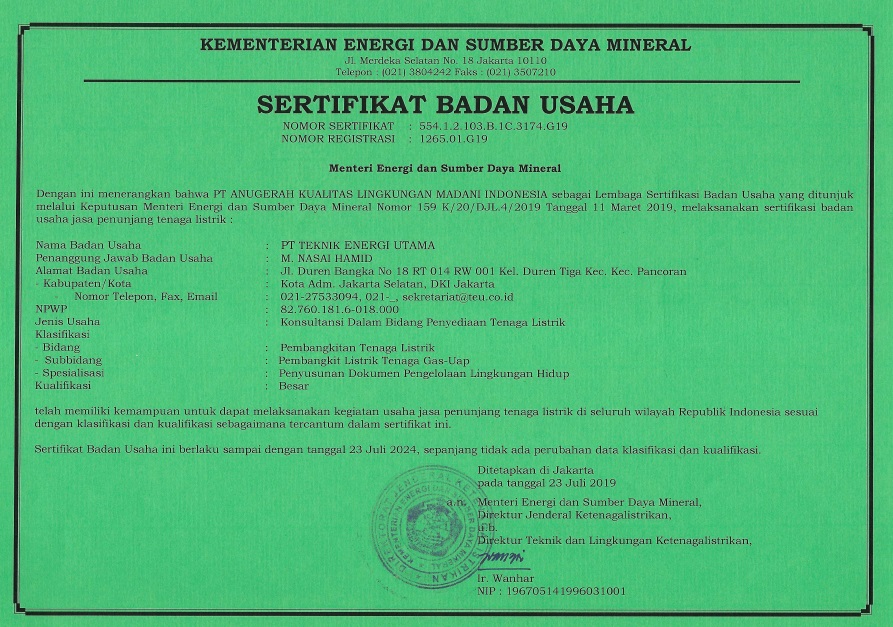 KEMENTERIAN ENERGI DAN SUMBER DAYA MINERAL
Jl. Merdeka Selatan No. 18 Jakarta 10110
Telepon : (021) 3804242 Faks : (021) 3507210
SERTIFIKAT BADAN USAHA
NOMOR SERTIFIKAT : 554.1.2.103.B.1C.3174.G19
NOMOR REGISTRASI : 1265.01.G19
Menteri Energi dan Sumber Daya Mineral
Dengan ini menerangkan bahwa PT ANUGERAH KUALITAS LINGKUNGAN MADANI INDONESIA sebagai Lembaga Sertifikasi Badan Usaha yang ditunjuk
melalui Keputusan Menteri Energi dan Sumber Daya Mineral Nomor 159 K/20/DJL.4/2019 Tanggal 11 Maret 2019, melaksanakan sertifikasi badan
usaha jasa penunjang tenaga listrik :
Nama Badan Usaha : PT TEKNIK ENERGI UTAMA
Penanggung Jawab Badan Usaha : M. NASAI HAMID
Alamat Badan Usaha : Jl. Duren Bangka No 18 RT 014 RW 001 Kel. Duren Tiga Kec. Kec. Pancoran
- Kabupaten/Kota : Kota Adm. Jakarta Selatan, DKI Jakarta
- Nomor Telepon, Fax, Email : 021-27533094, 021-_, sekretariat@teu.co.id
NPWP : 82.760.181.6-018.000
Jenis Usaha : Konsultansi Dalam Bidang Penyediaan Tenaga Listrik
Klasifikasi
- Bidang : Pembangkitan Tenaga Listrik
- Subbidang : Pembangkit Listrik Tenaga Gas-Uap
- Spesialisasi : Penyusunan Dokumen Pengelolaan Lingkungan Hidup
Kualifikasi : Besar
telah memiliki kemampuan untuk dapat melaksanakan kegiatan usaha jasa penunjang tenaga listrik di seluruh wilayah Republik Indonesia sesuai
dengan klasifikasi dan kualifikasi sebagaimana tercantum dalam sertifikat ini.
Sertifikat Badan Usaha ini berlaku sampai dengan tanggal 23 Juli 2024, sepanjang tidak ada perubahan data klasifikasi dan kualifikasi.
Ditetapkan di Jakarta
pada tanggal 23 Juli 2019
a.n. Menteri Energi dan Sumber Daya Mineral,
Direktur Jenderal Ketenagalistrikan,
u.b.
Direktur Teknik dan Lingkungan Ketenagalistrikan,
Ir. Wanhar
NIP : 196705141996031001